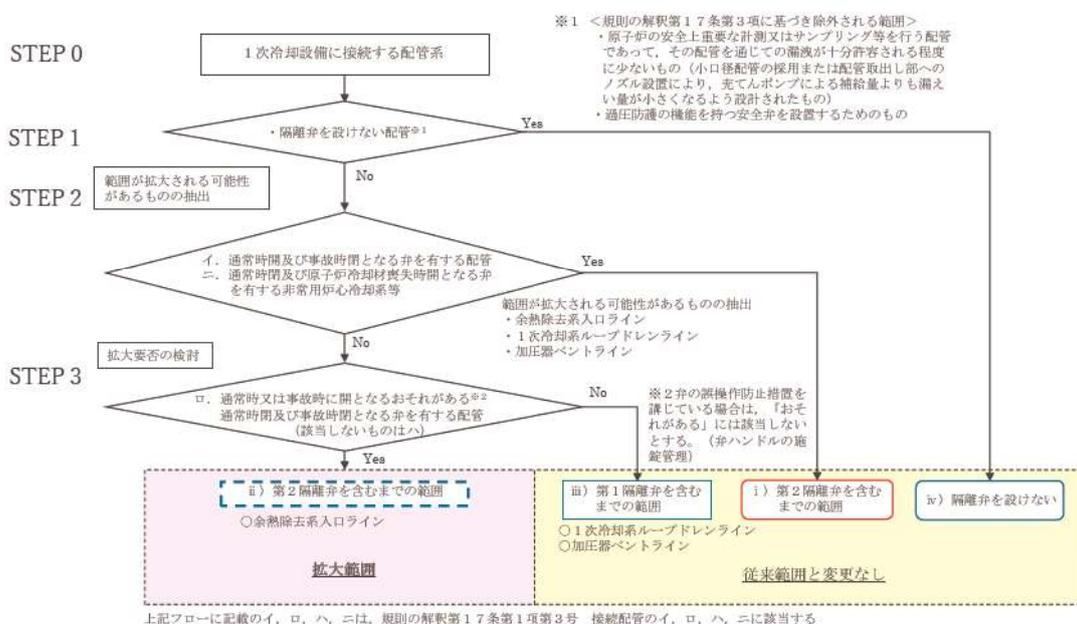 ※1 <規則の解釈第17条第3項に基づき除外される範囲>
・原子炉の安全上重要な計測又はサンプリング等を行う配管
であって，その配管を通じての漏洩が十分許容される程度
に少ないもの（小口径配管の採用または配管取出し部への
ノズル設置により，充てんポンプによる補給量よりも漏え
い量が小さくなるよう設計されたもの）
・過圧防護の機能を持つ安全弁を設置するためのもの
STEP 0
1次冷却設備に接続する配管系
STEP 1
・隔離弁を設けない配管※1
Yes
No
STEP 2
範囲が拡大される可能性
があるものの抽出
イ．通常時開及び事故時閉となる弁を有する配管
ニ．通常時閉及び原子炉冷却材喪失時開となる弁
を有する非常用炉心冷却系等
Yes
No
範囲が拡大される可能性があるものの抽出
・余熱除去系入口ライン
・1次冷却系ループドレンライン
・加圧器ベントライン
拡大要否の検討
STEP 3
ロ．通常時又は事故時に開となるおそれがある※2
通常時閉及び事故時閉となる弁を有する配管
（該当しないものはハ）
No
Yes
※2弁の誤操作防止措置を
講じている場合は，「おそ
れがある」には該当しない
とする。（弁ハンドルの施
錠管理）
ⅱ）第2隔離弁を含むまでの範囲
○余熱除去系入口ライン
拡大範囲
ⅲ）第1隔離弁を含む
までの範囲
○1次冷却系ループドレンライン
○加圧器ベントライン
ⅰ）第2隔離弁を含む
までの範囲
ⅳ）隔離弁を設けない
従来範囲と変更なし
上記フローに記載のイ，ロ，ハ，ニは，規則の解釈第17条第1項第3号 接続配管のイ，ロ，ハ，ニに該当する